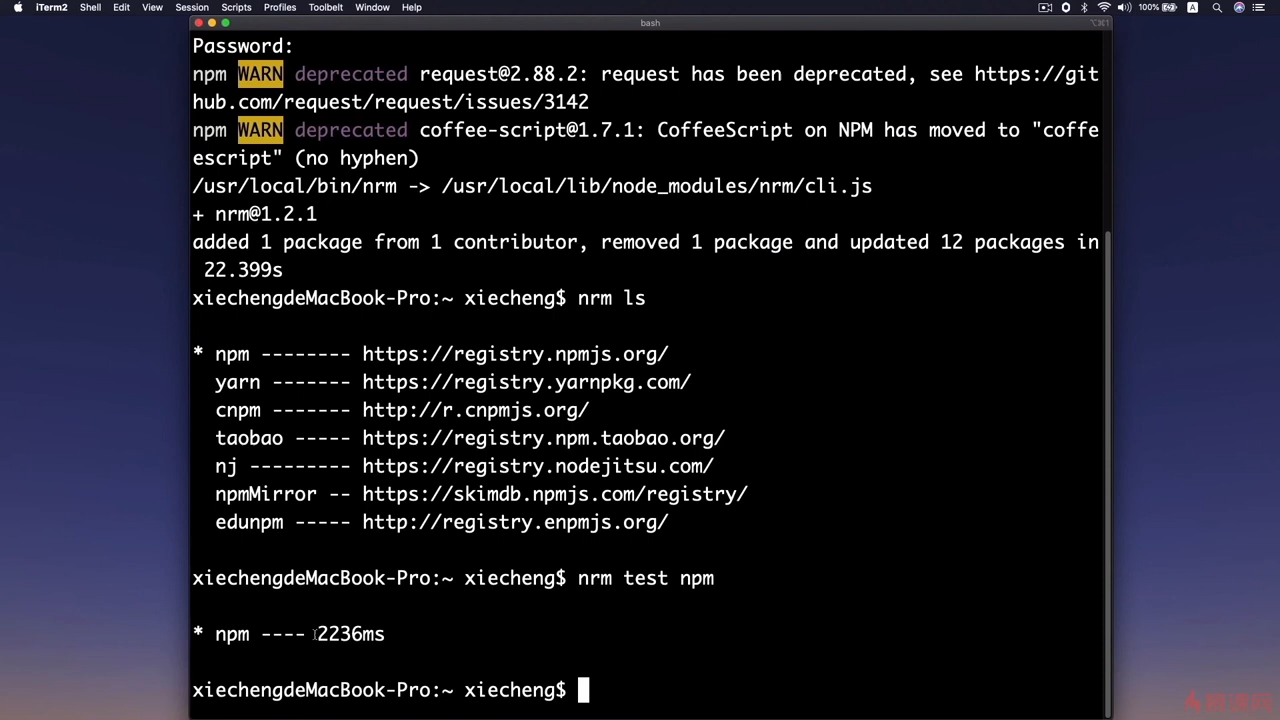 iTerm2 Shell Edit View Session Scripts Profiles Toolbelt Window Help 100% A
bash ⌥⌘1
Password:
npm WARN deprecated request@2.88.2: request has been deprecated, see https://git
hub.com/request/request/issues/3142
npm WARN deprecated coffee-script@1.7.1: CoffeeScript on NPM has moved to "coffe
escript" (no hyphen)
/usr/local/bin/nrm -> /usr/local/lib/node_modules/nrm/cli.js
+ nrm@1.2.1
added 1 package from 1 contributor, removed 1 package and updated 12 packages in
22.399s
xiechengdeMacBook-Pro:~ xiecheng$ nrm ls
* npm -------- https://registry.npmjs.org/
yarn ------- https://registry.yarnpkg.com/
cnpm ------- http://r.cnpmjs.org/
taobao ----- https://registry.npm.taobao.org/
nj --------- https://registry.nodejitsu.com/
npmMirror -- https://skimdb.npmjs.com/registry/
edunpm ----- http://registry.enpmjs.org/
xiechengdeMacBook-Pro:~ xiecheng$ nrm test npm
* npm ---- 2236ms
xiechengdeMacBook-Pro:~ xiecheng$
慕课网